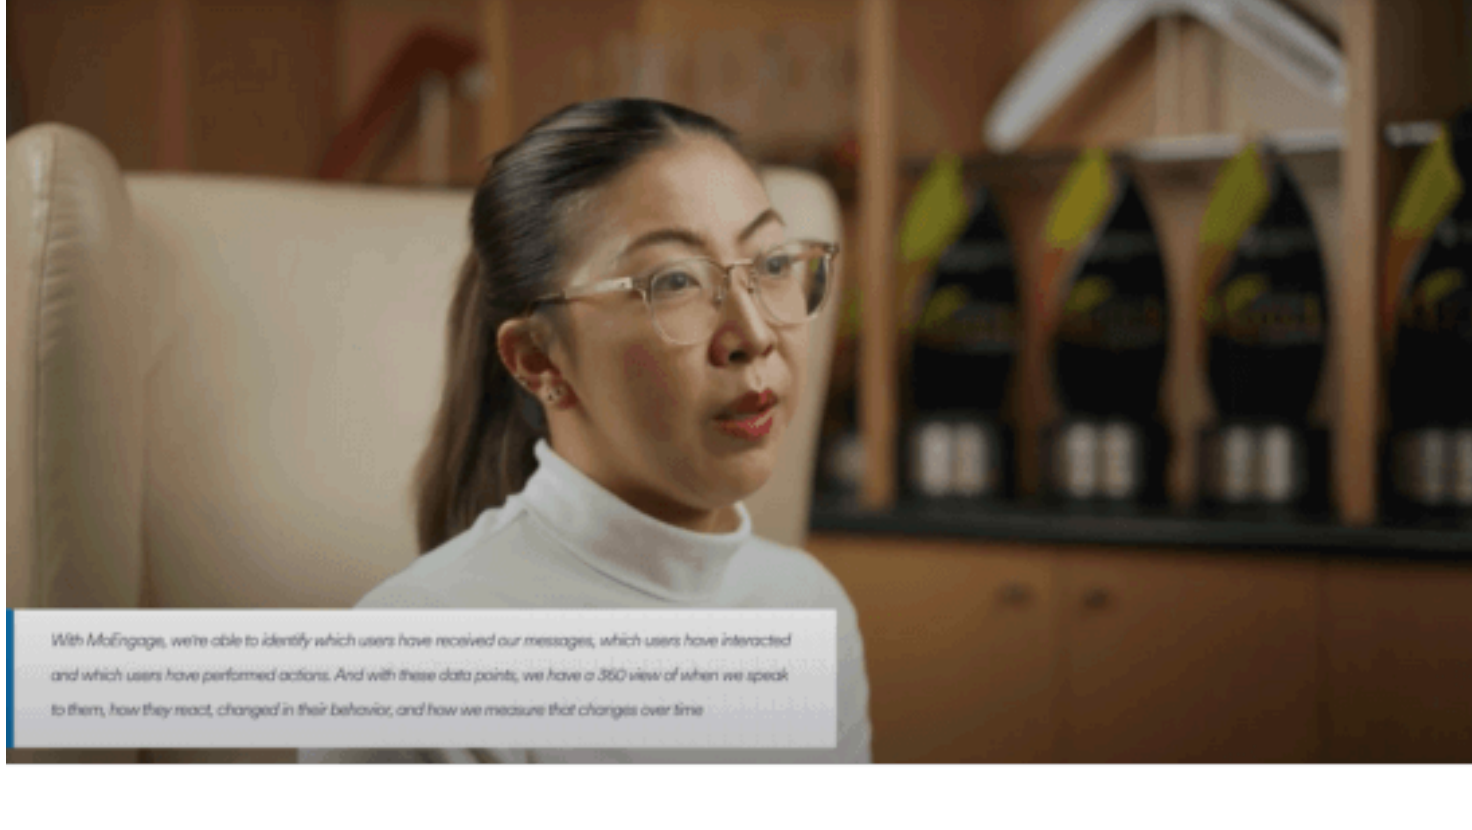 With MoEngage, we're able to identify which users have received our messages, which users have interacted
and which users have performed actions. And with these data points, we have a 360 view of when we speak
to them, how they react, changed in their behavior, and how we measure that changes over time